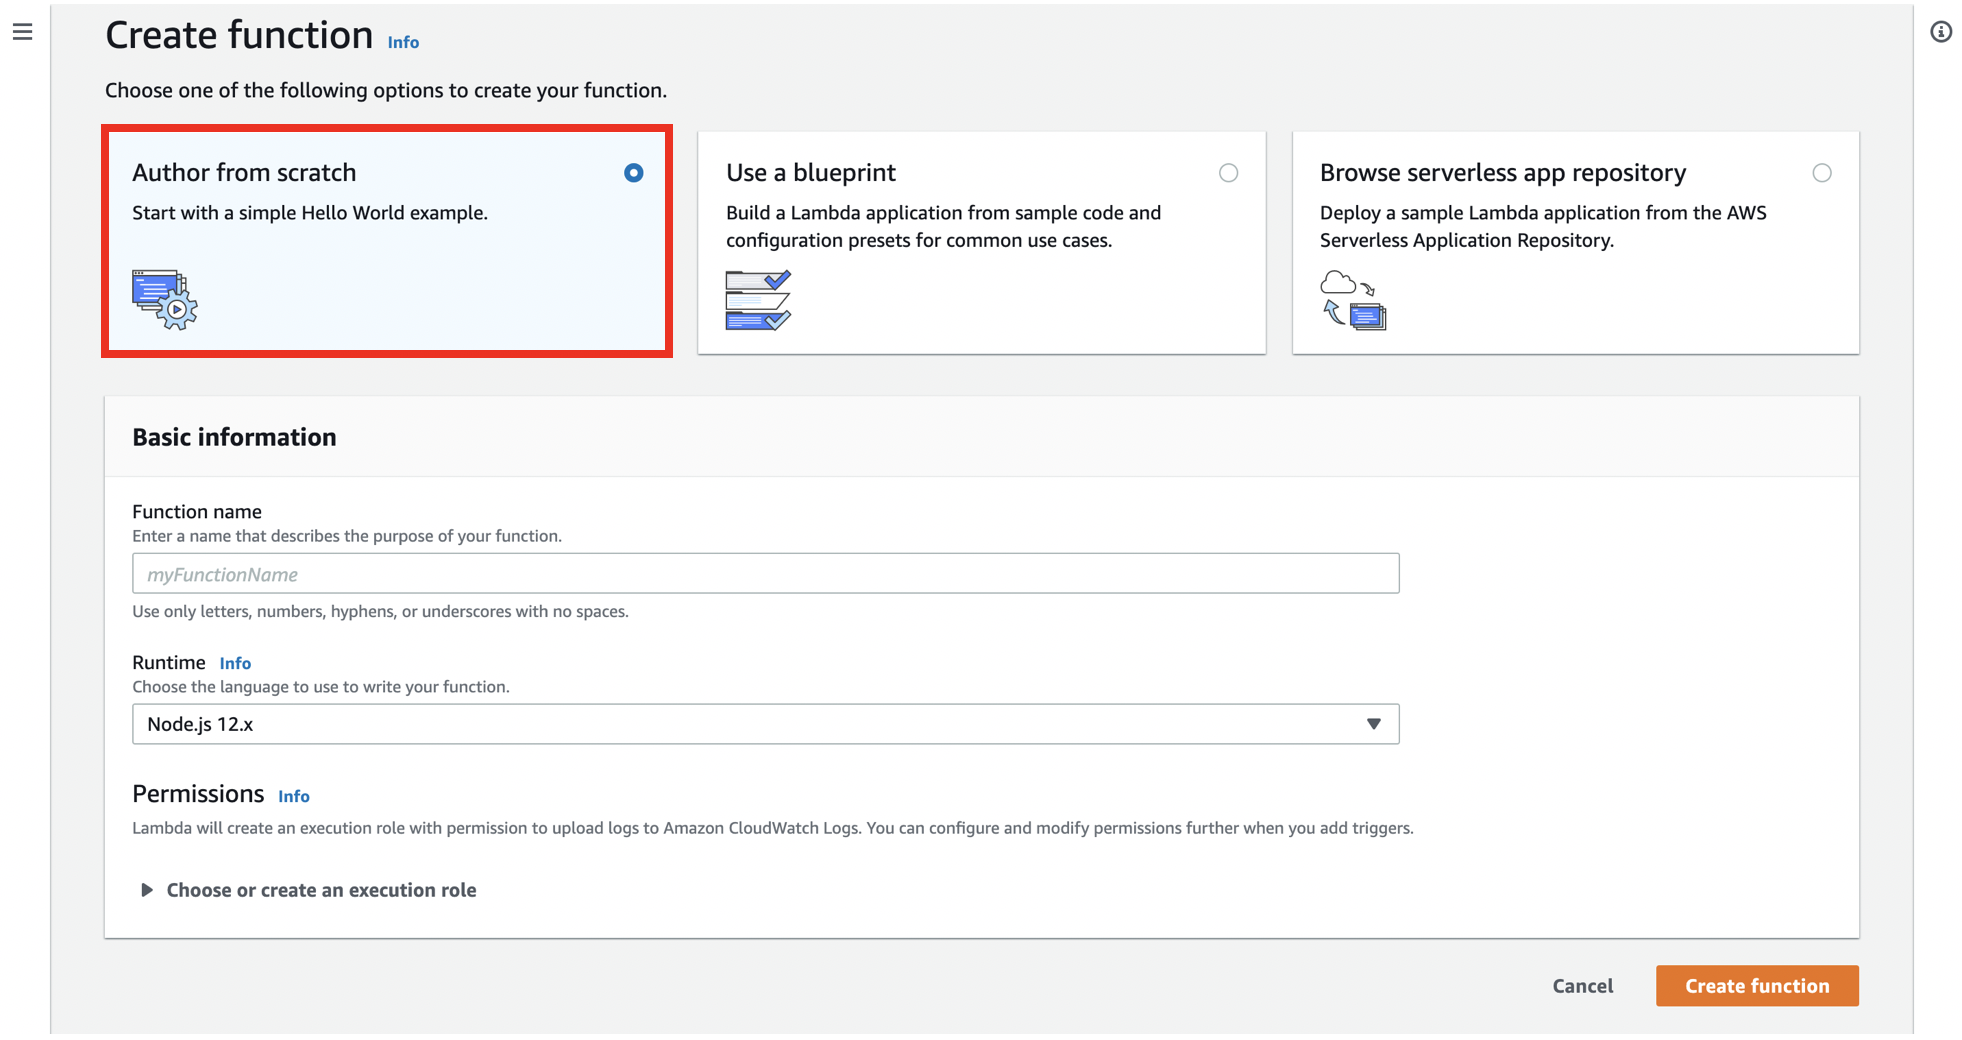 Create function Info
Choose one of the following options to create your function.
Author from scratch
Start with a simple Hello World example.
Use a blueprint
Build a Lambda application from sample code and
configuration presets for common use cases.
Browse serverless app repository
Deploy a sample Lambda application from the AWS
Serverless Application Repository.
Basic information
Function name
Enter a name that describes the purpose of your function.
myFunctionName
Use only letters, numbers, hyphens, or underscores with no spaces.
Runtime Info
Choose the language to use to write your function.
Node.js 12.x
Permissions Info
Lambda will create an execution role with permission to upload logs to Amazon CloudWatch Logs. You can configure and modify permissions further when you add triggers.
Choose or create an execution role
Cancel
Create function